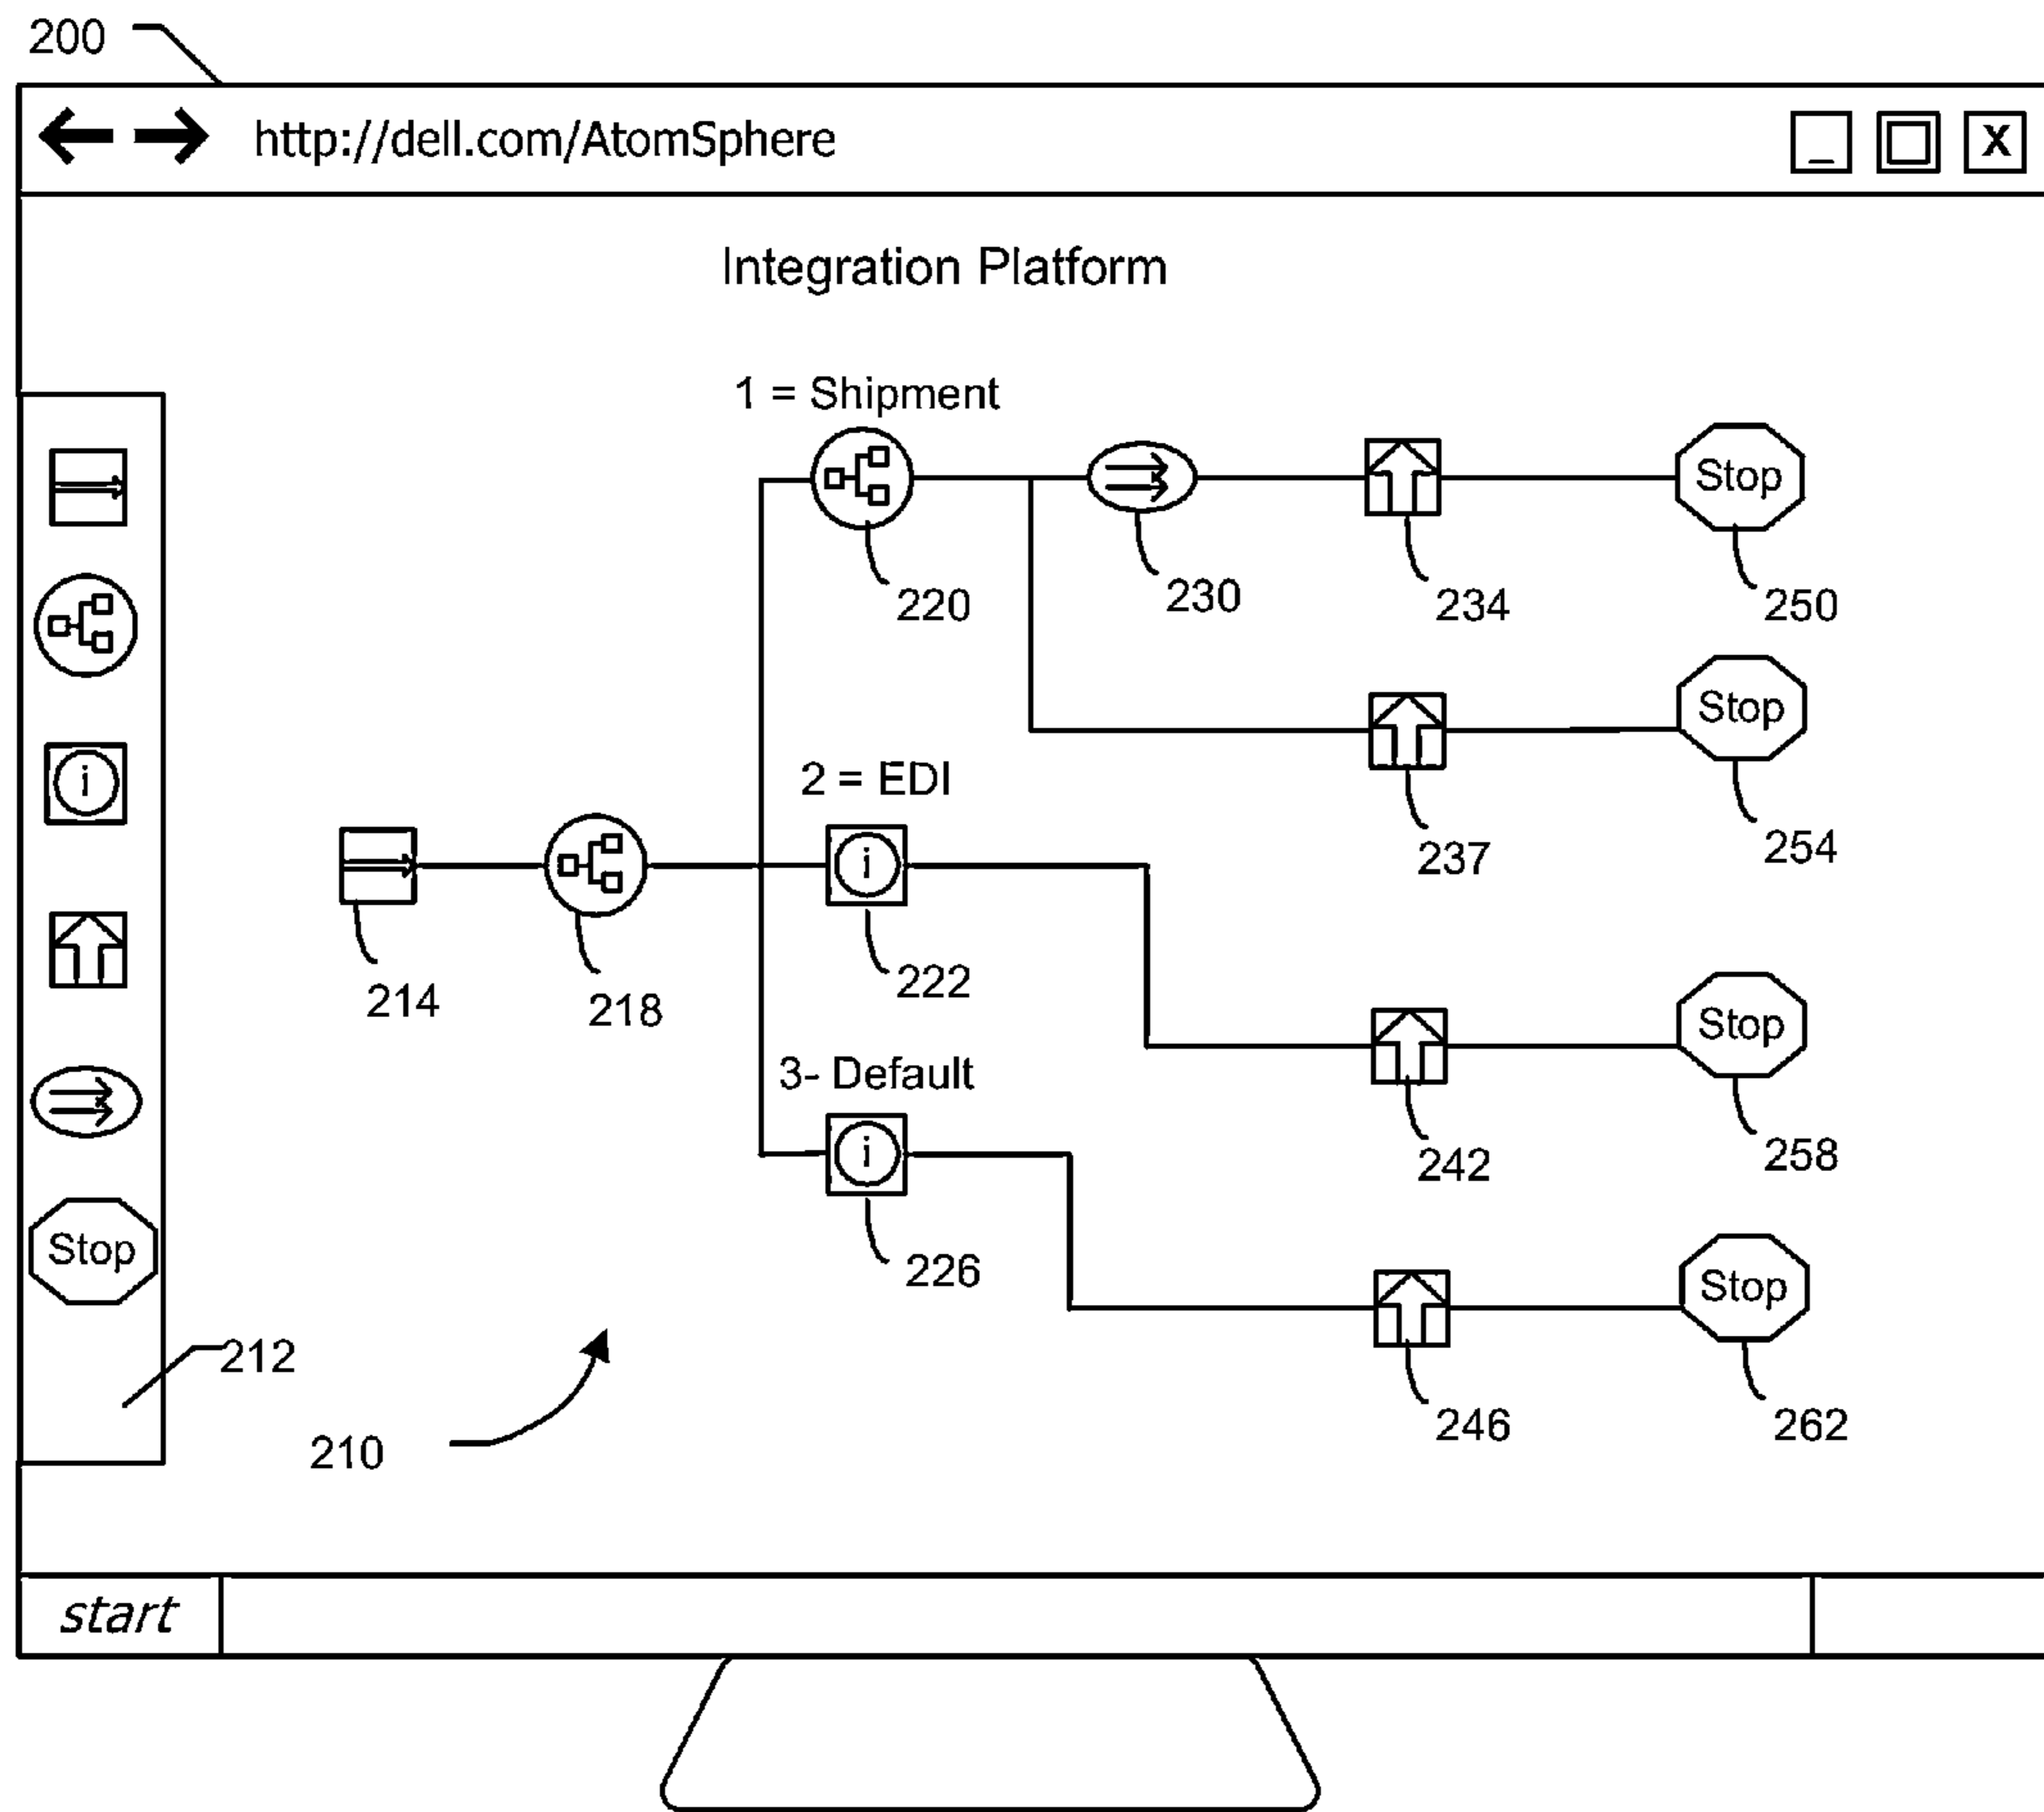 200
http://dell.com/AtomSphere
_ X
Integration Platform
1 = Shipment
Stop
220
230
234
250
i
2 = EDI
Stop
237
254
i
214
218
222
Stop
3- Default
242
258
i
Stop
226
Stop
212
246
262
210
start